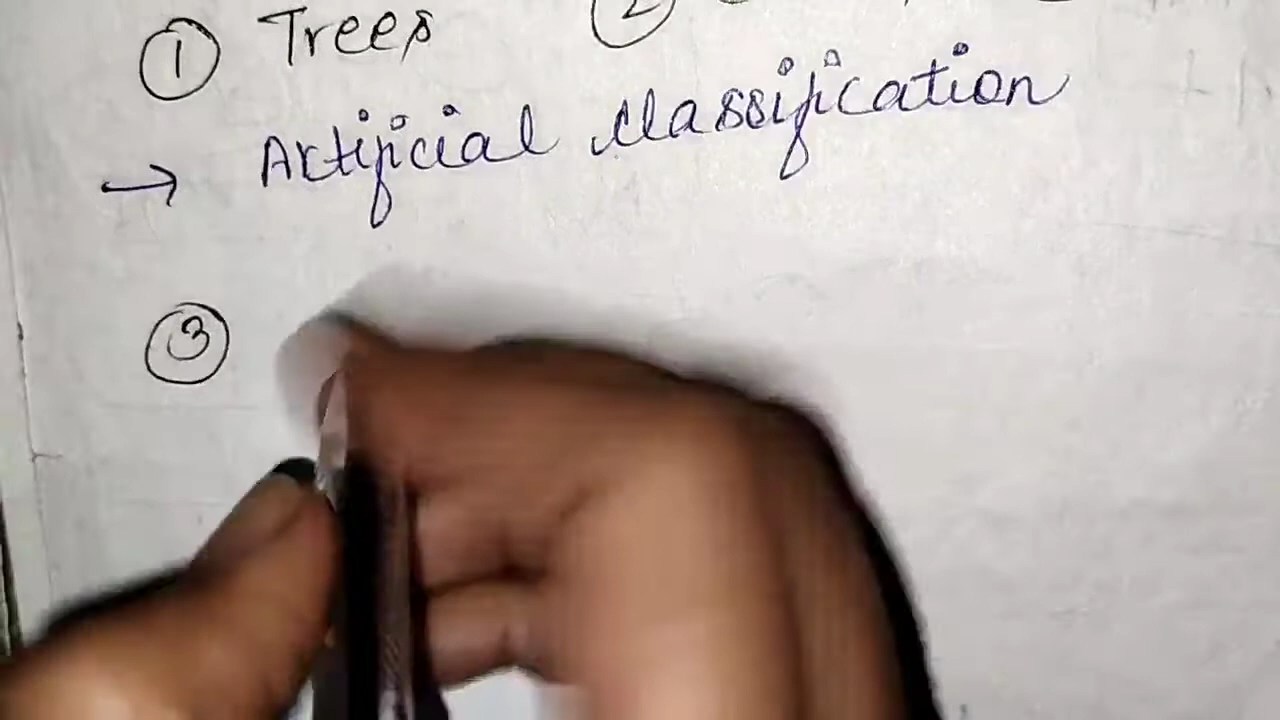 ① Trees ②
→ Artificial classification
③